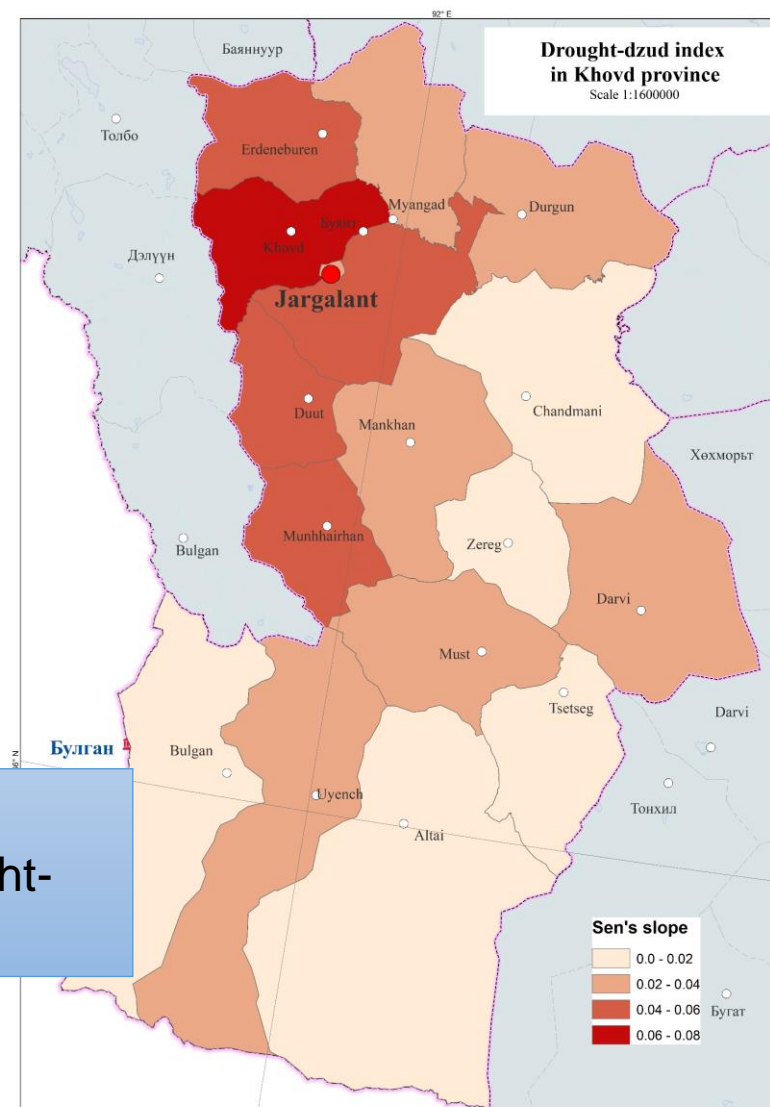 92° E
Drought-dzud index
in Khovd province
Scale 1:1600000
Баяннуур
Толбо
Erdeneburen
Myangad
Durgun
Буянт
Khovd
Дэлүүн
Jargalant
Duut
Mankhan
Chandmani
Хөхморьт
Munhhairhan
Zereg
Bulgan
Darvi
Must
Tsetseg
Darvi
Булган
Bulgan
6° N
Uyench
Тонхил
Altai
ht-
Sen's slope
0.0 - 0.02
0.02 - 0.04
0.04 - 0.06
0.06 - 0.08
Бугат